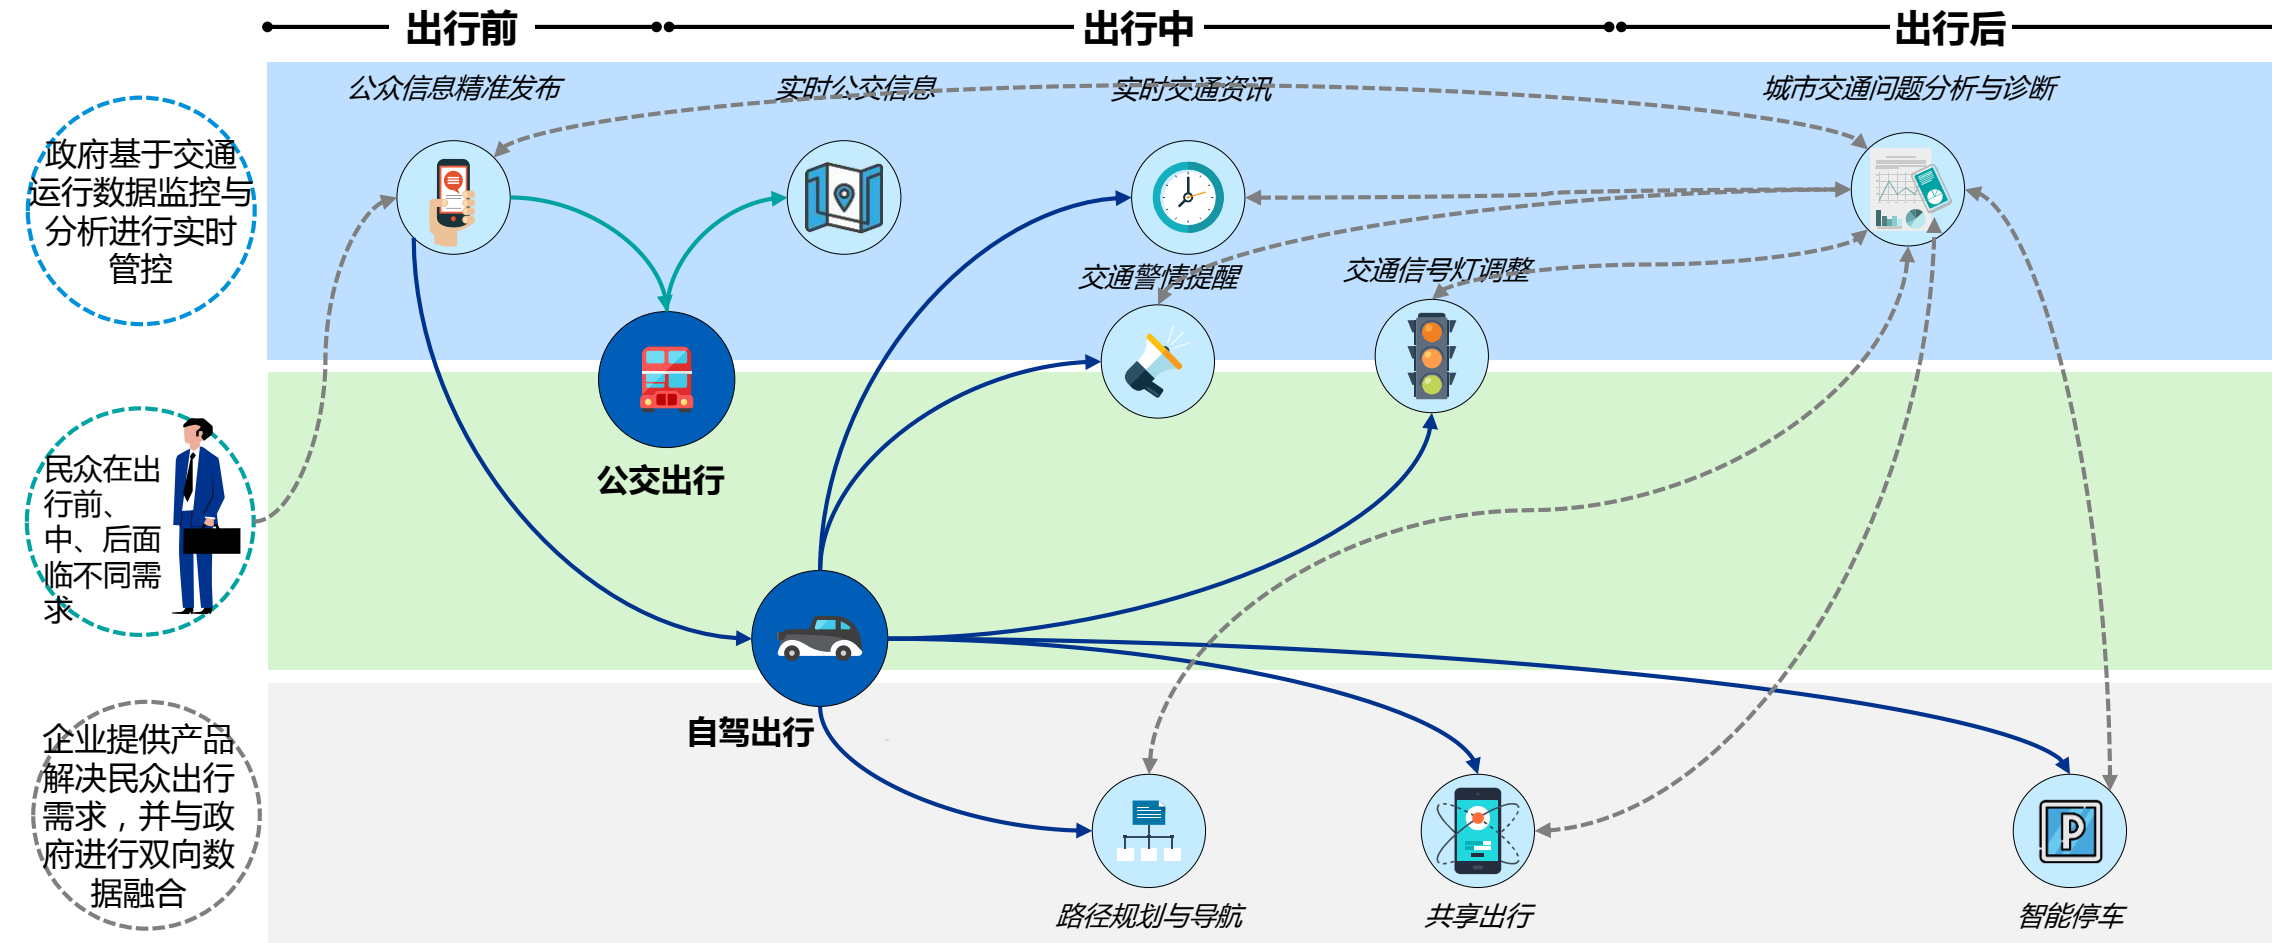 出行前
出行中
出行后
公众信息精准发布
实时公交信息
实时交通资讯
城市交通问题分析与诊断
政府基于交通
运行数据监控与
分析进行实时
管控
交通警情提醒
交通信号灯调整
民众在出
行前、
中、后面
临不同需
求
公交出行
自驾出行
企业提供产品
解决民众出行
需求，并与政
府进行双向数
据融合
P
路径规划与导航
共享出行
智能停车